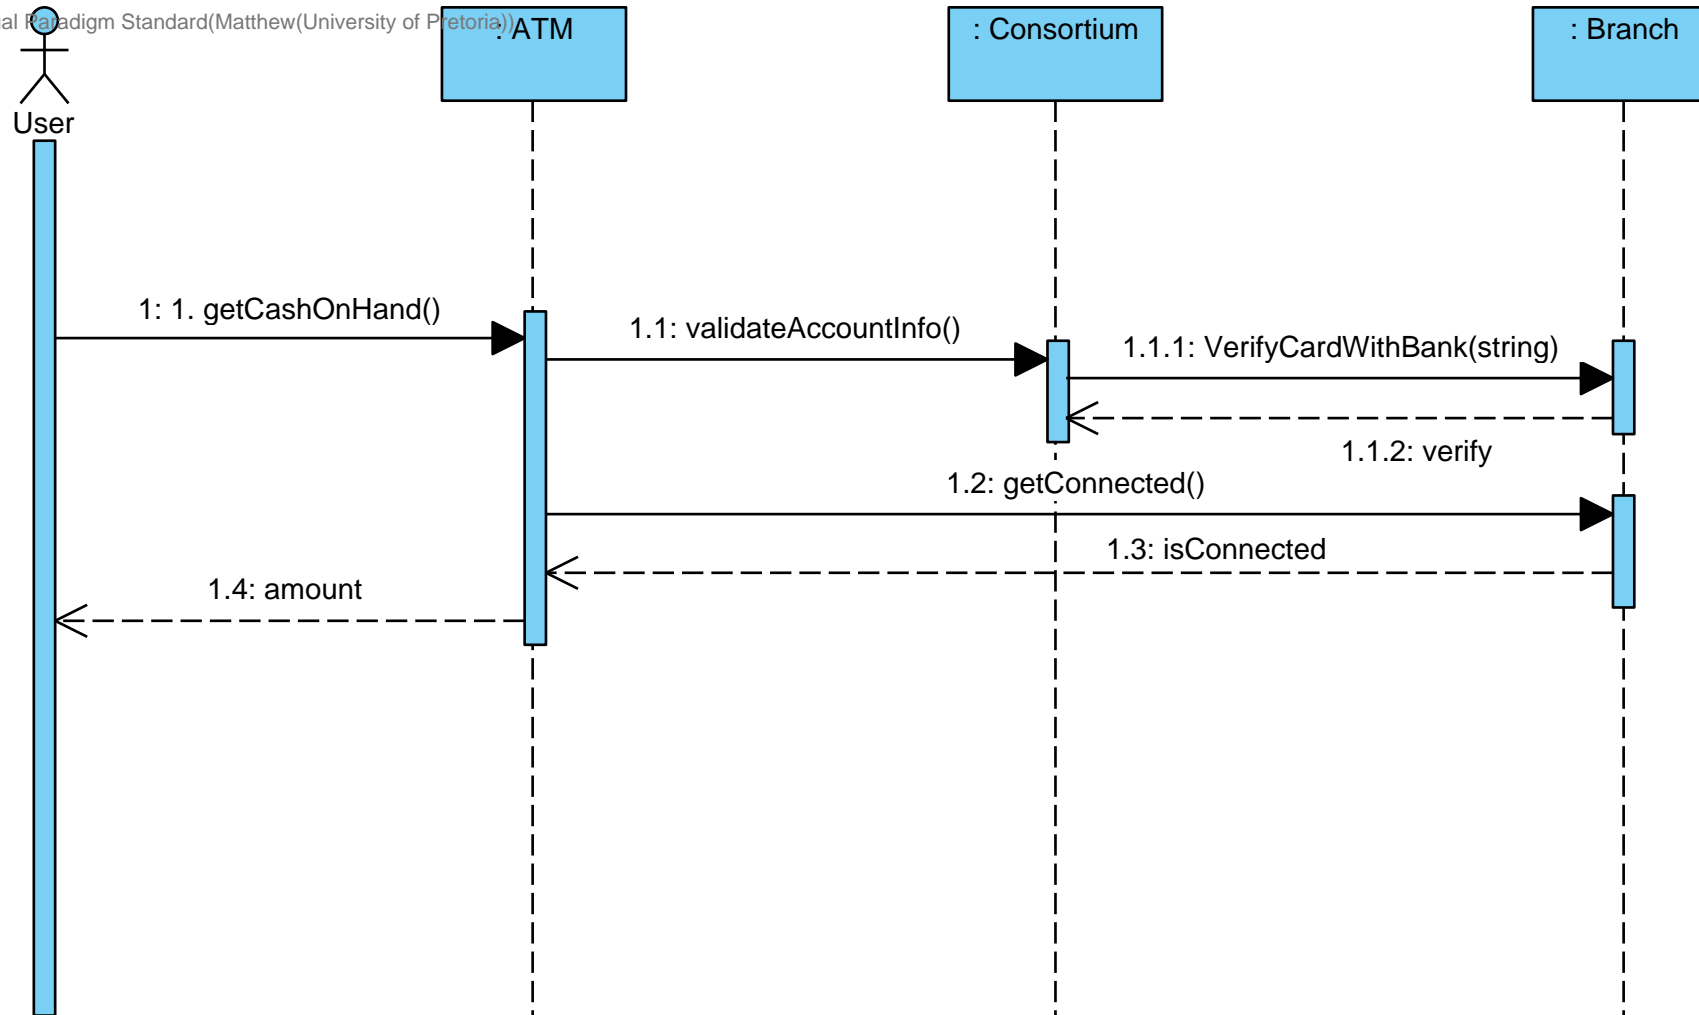 Paradigm Standard(Matthew(University of Pretoria))
: ATM
: Consortium
: Branch
User
1: 1. getCashOnHand()
1.1: validateAccountInfo()
1.1.1: VerifyCardWithBank(string)
1.1.2: verify
1.2: getConnected()
1.3: isConnected
1.4: amount